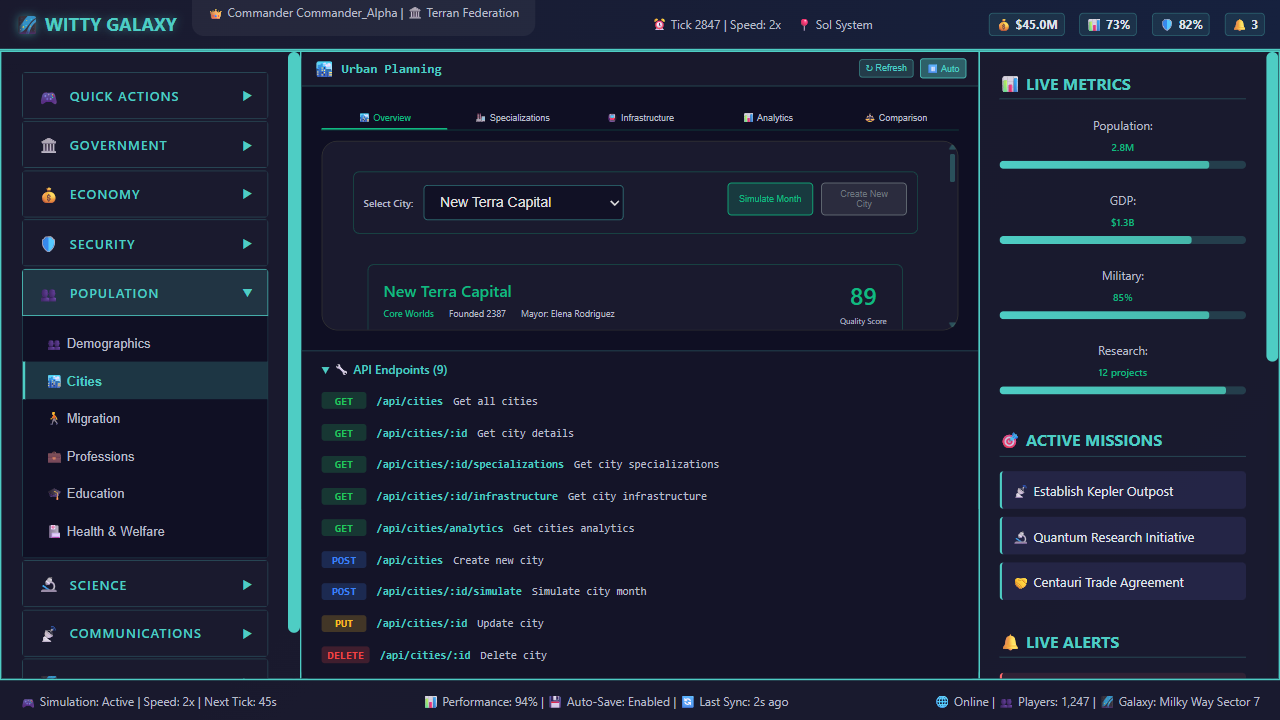 WITTY GALAXY
Commander Commander_Alpha | Terran Federation
Tick 2847 | Speed: 2x
Sol System
$45.0M
73%
82%
3
QUICK ACTIONS
GOVERNMENT
ECONOMY
SECURITY
POPULATION
Demographics
Cities
Migration
Professions
Education
Health & Welfare
SCIENCE
COMMUNICATIONS
Urban Planning
↻ Refresh
Auto
Overview
Specializations
Infrastructure
Analytics
Comparison
Select City:
New Terra Capital
Simulate Month
Create New
City
New Terra Capital
Core Worlds
Founded 2387
Mayor: Elena Rodriguez
89
Quality Score
API Endpoints (9)
GET /api/cities Get all cities
GET /api/cities/:id Get city details
GET /api/cities/:id/specializations Get city specializations
GET /api/cities/:id/infrastructure Get city infrastructure
GET /api/cities/analytics Get cities analytics
POST /api/cities Create new city
POST /api/cities/:id/simulate Simulate city month
PUT /api/cities/:id Update city
DELETE /api/cities/:id Delete city
LIVE METRICS
Population:
2.8M
GDP:
$1.3B
Military:
85%
Research:
12 projects
ACTIVE MISSIONS
Establish Kepler Outpost
Quantum Research Initiative
Centauri Trade Agreement
LIVE ALERTS
Simulation: Active | Speed: 2x | Next Tick: 45s
Performance: 94% | Auto-Save: Enabled | Last Sync: 2s ago
Online | Players: 1,247 | Galaxy: Milky Way Sector 7